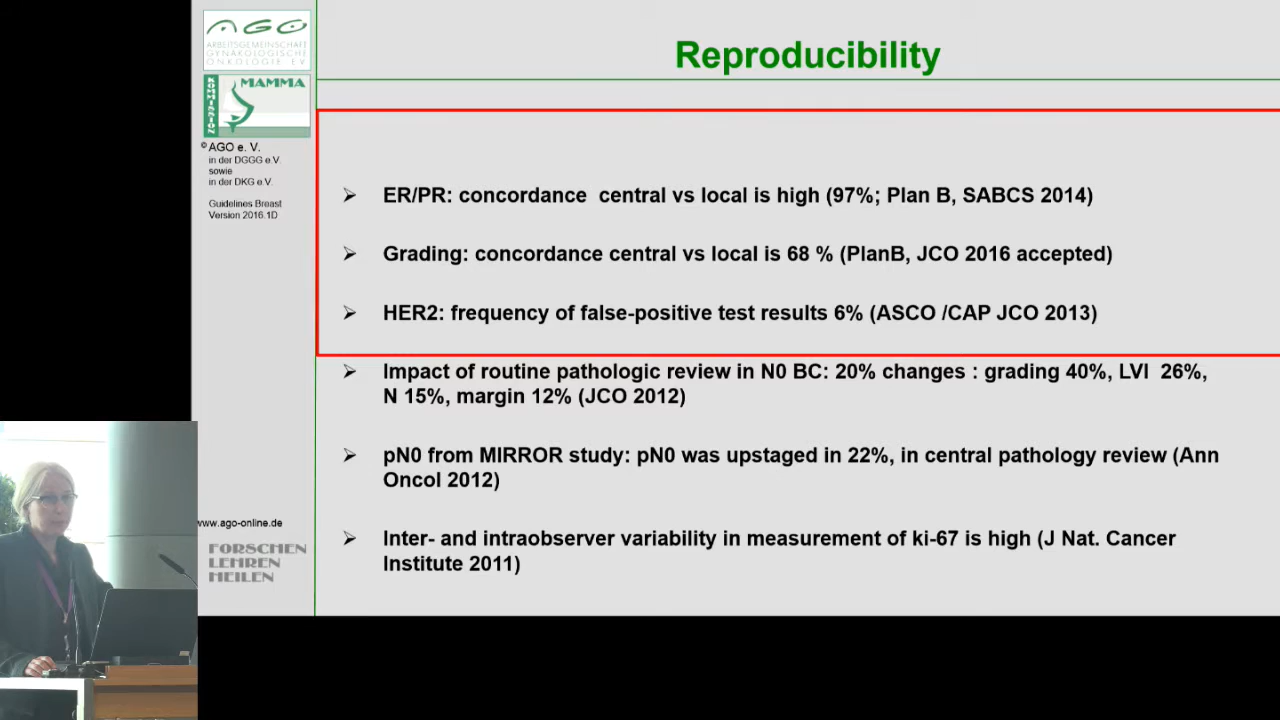 AGO
ARBEITSGEMEINSCHAFT
GYNÄKOLOGISCHE
ONKOLOGIE E.V.
KOMMISSION
MAMMA
© AGO e. V.
in der DGGG e.V.
sowie
in der DKG e.V.
Guidelines Breast
Version 2016.1D
www.ago-online.de
FORSCHEN
LEHREN
HEILEN
Reproducibility
➢ ER/PR: concordance central vs local is high (97%; Plan B, SABCS 2014)
➢ Grading: concordance central vs local is 68 % (PlanB, JCO 2016 accepted)
➢ HER2: frequency of false-positive test results 6% (ASCO /CAP JCO 2013)
➢ Impact of routine pathologic review in N0 BC: 20% changes : grading 40%, LVI 26%,
N 15%, margin 12% (JCO 2012)
➢ pN0 from MIRROR study: pN0 was upstaged in 22%, in central pathology review (Ann
Oncol 2012)
➢ Inter- and intraobserver variability in measurement of ki-67 is high (J Nat. Cancer
Institute 2011)